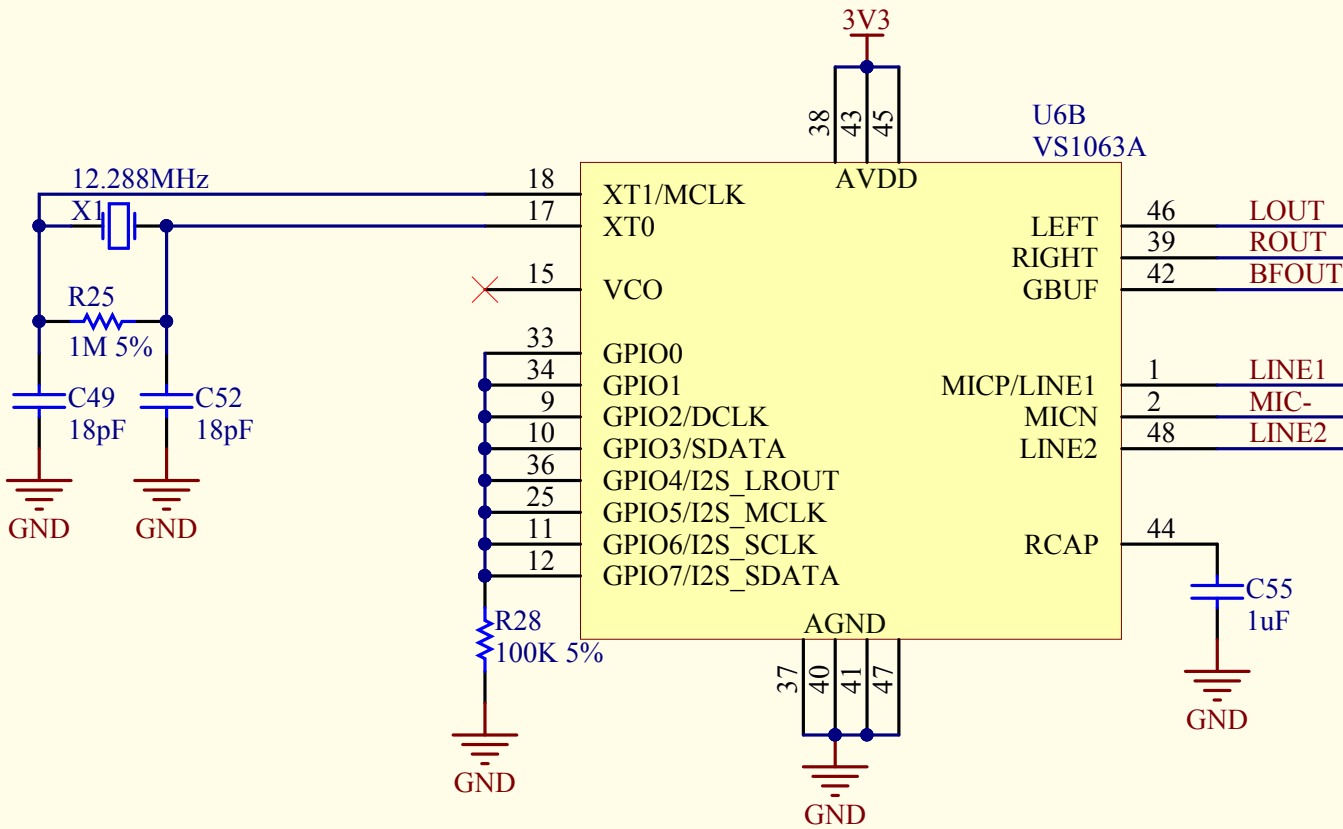 3V3
38
43
45
U6B
VS1063A
AVDD
12.288MHz
X1
18
XT1/MCLK
17
XT0
15
VCO
R25
1M 5%
C49
18pF
C52
18pF
GND
GND
33
GPIO0
34
GPIO1
9
GPIO2/DCLK
10
GPIO3/SDATA
36
GPIO4/I2S_LROUT
25
GPIO5/I2S_MCLK
11
GPIO6/I2S_SCLK
12
GPIO7/I2S_SDATA
R28
100K 5%
GND
LEFT
46
LOUT
RIGHT
39
ROUT
GBUF
42
BFOUT
MICP/LINE1
1
LINE1
MICN
2
MIC-
LINE2
48
LINE2
RCAP
44
C55
1uF
GND
AGND
37
40
41
47
GND